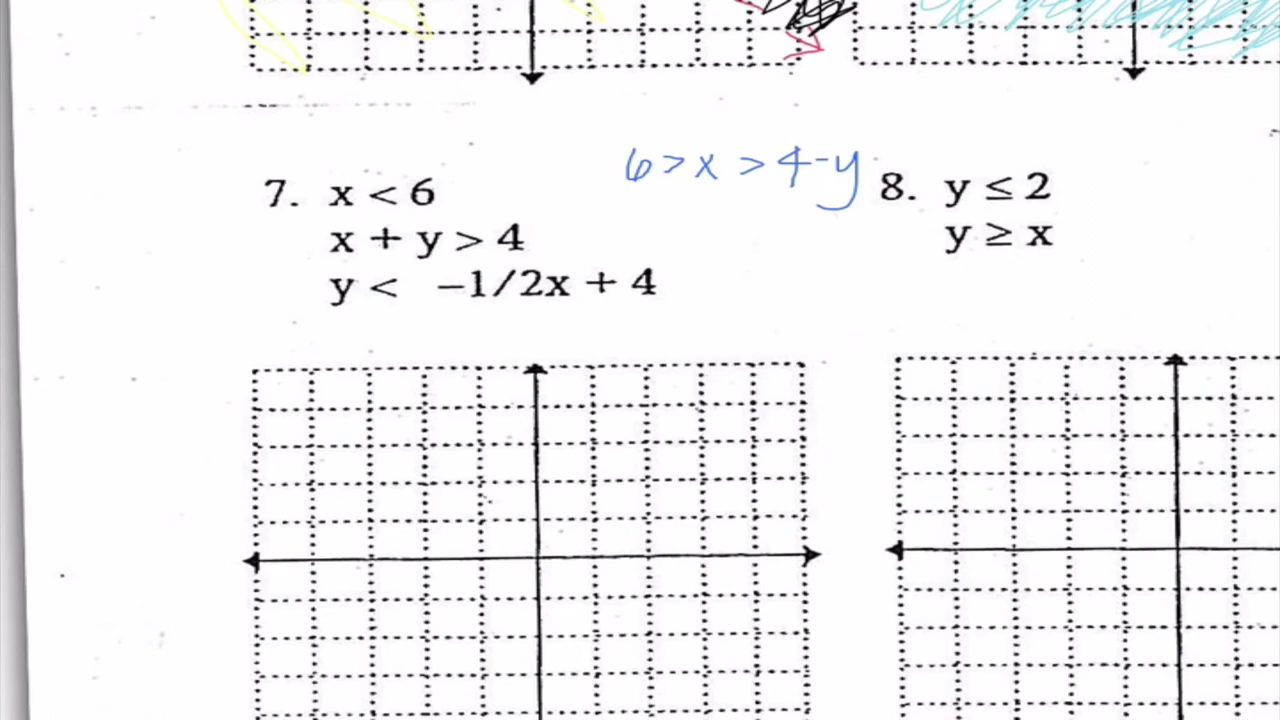 6 > x > 4-y
7. x < 6
x + y > 4
y < −1/2x + 4
8. y ≤ 2
y ≥ x